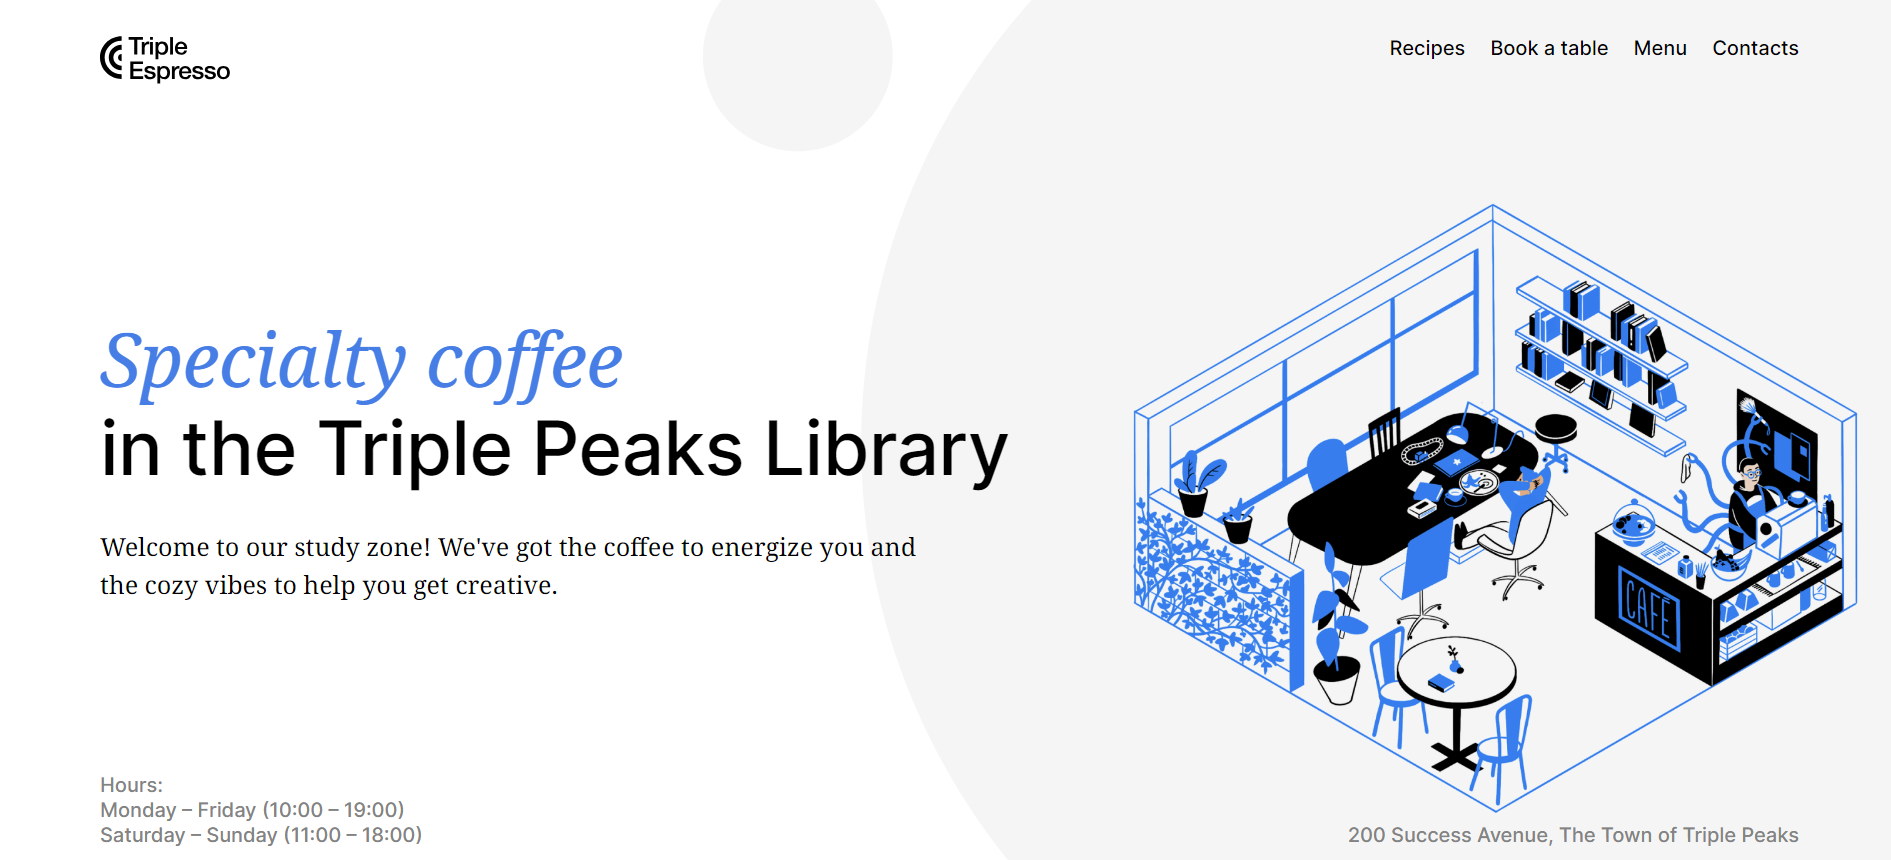 Triple
Espresso
Recipes Book a table Menu Contacts
Specialty coffee
in the Triple Peaks Library
Welcome to our study zone! We've got the coffee to energize you and
the cozy vibes to help you get creative.
CAFÉ
Hours:
Monday – Friday (10:00 – 19:00)
Saturday – Sunday (11:00 – 18:00)
200 Success Avenue, The Town of Triple Peaks